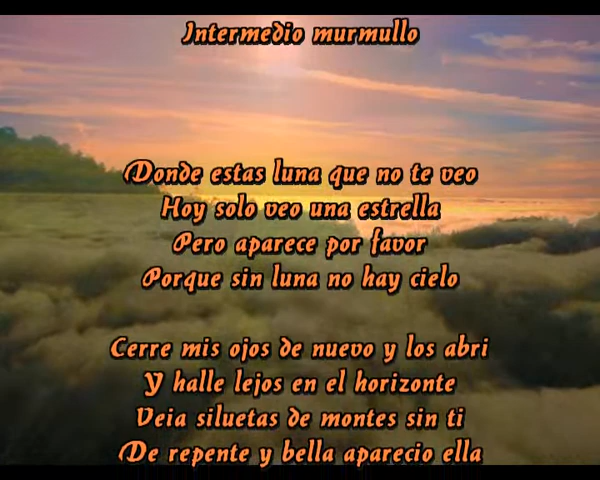 Intermedio murmullo
Donde estas luna que no te veo
Hoy solo veo una estrella
Pero aparece por favor
Porque sin luna no hay cielo
Cerre mis ojos de nuevo y los abri
Y halle lejos en el horizonte
Veia siluetas de montes sin ti
De repente y bella aparecio ella